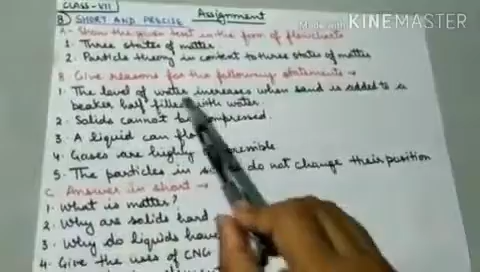 CLASS-VII
Assignment
Made with
KINEMASTER
B SHORT AND PRECISE
A- Show the given text in the form of flowcharts
1. Three states of matter.
2. Particle theory in context to three states of matter
B Give reasons for the following statements -
1. The level of water increases when sand is added to a
beaker half filled with water.
2. Solids cannot be compressed.
3. A liquid can
4. Gases are highly
5. The particles in do not change their position
C. Answer in short →
1. What is matter?
2. Why are solids hard
3. Why do liquids have
4. Give the uses of CNG